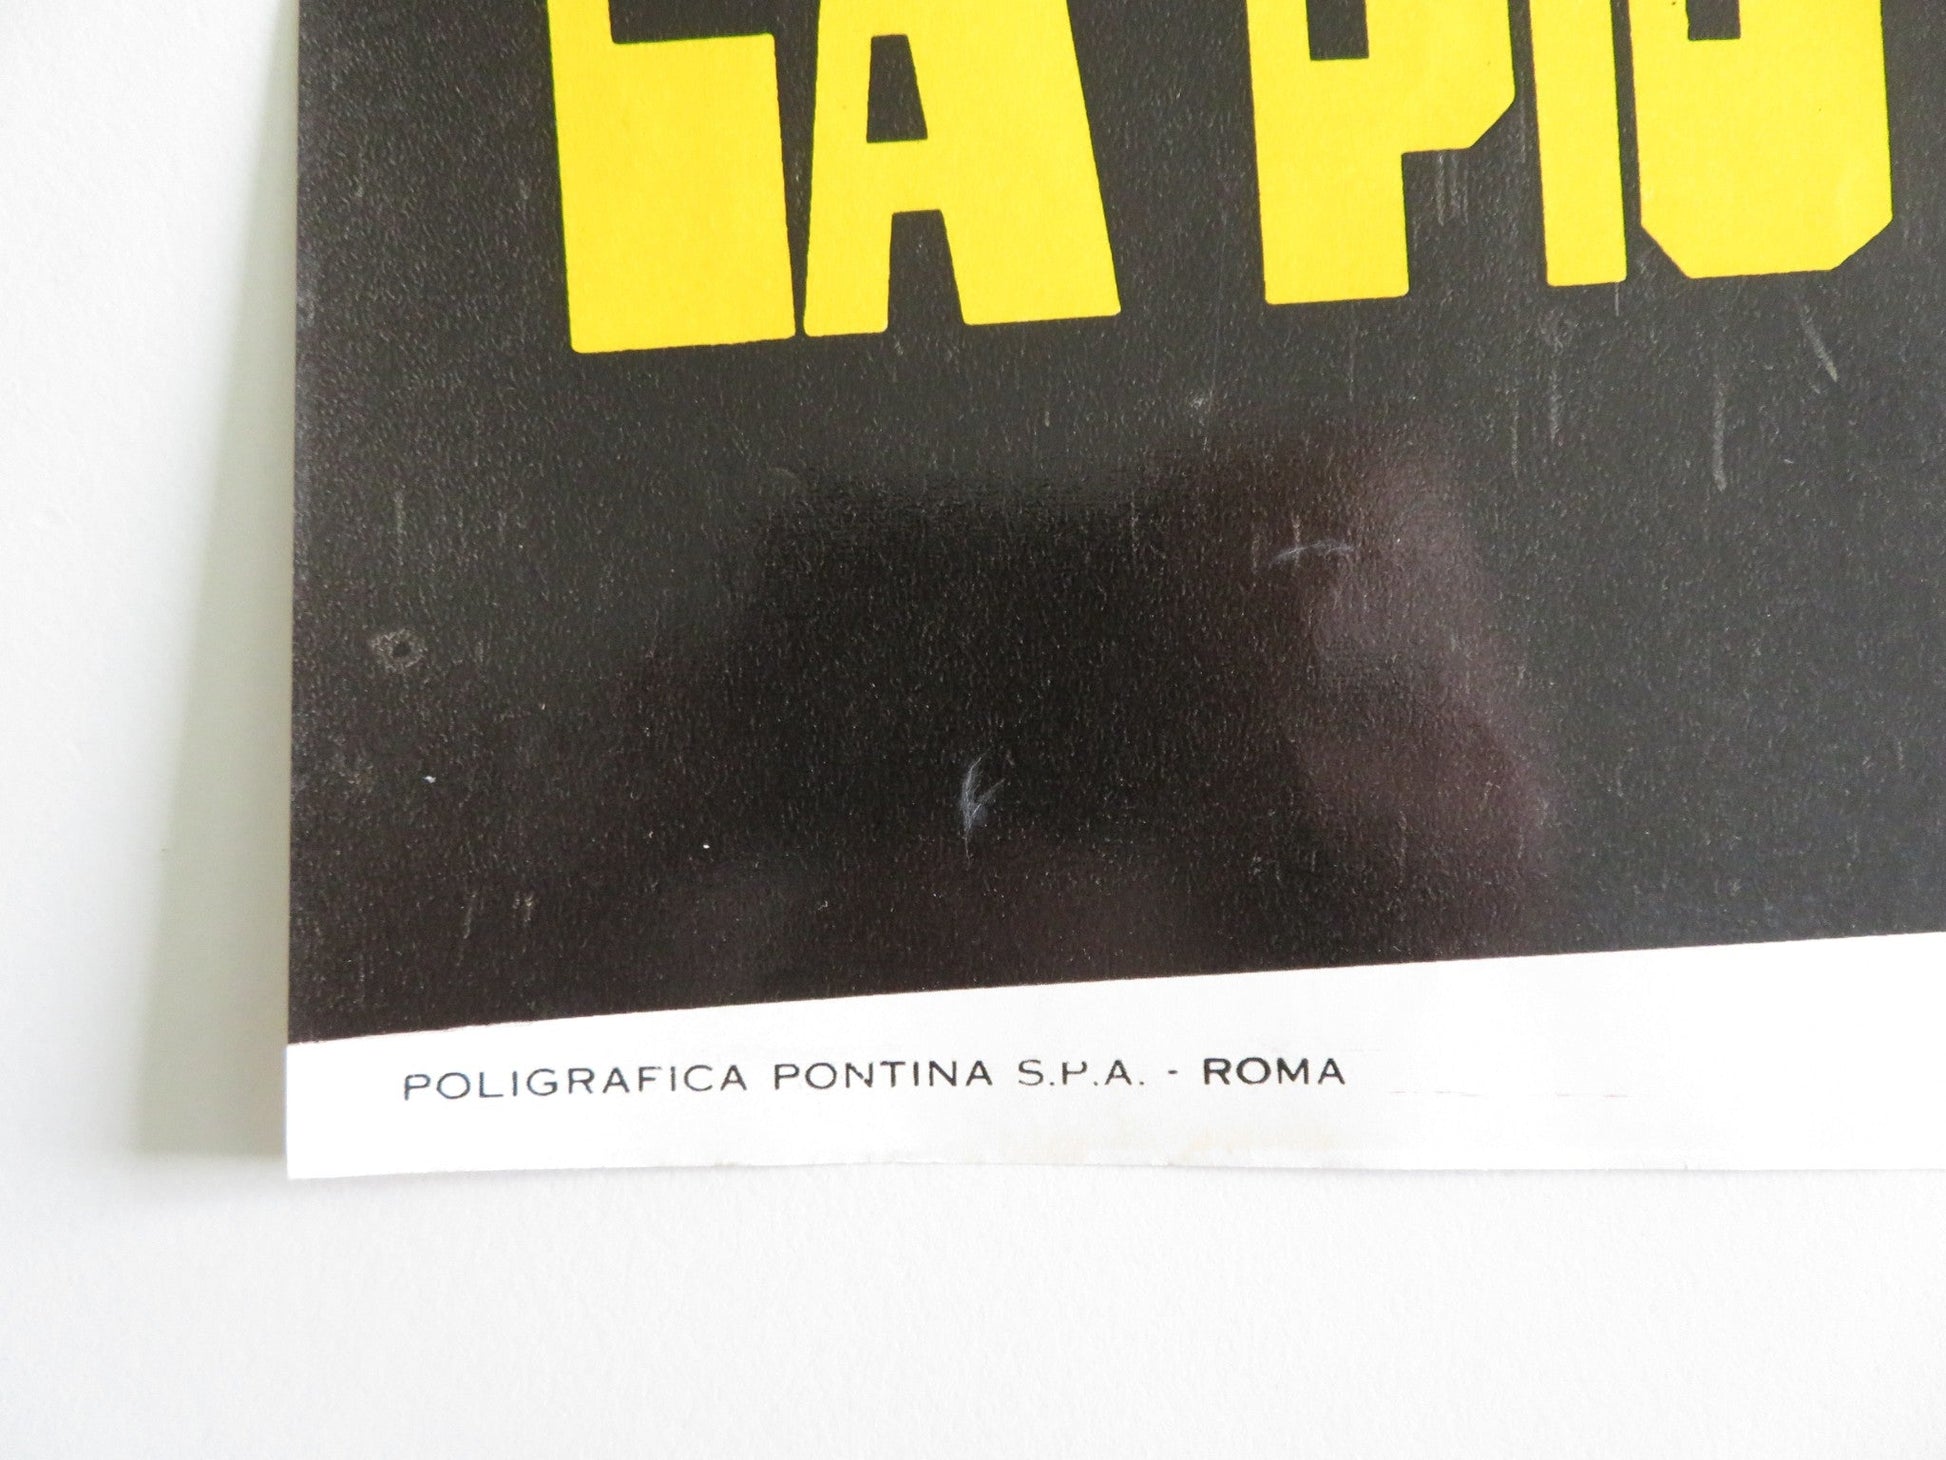 LA PIU
POLIGRAFICA PONTINA S.P.A. - ROMA